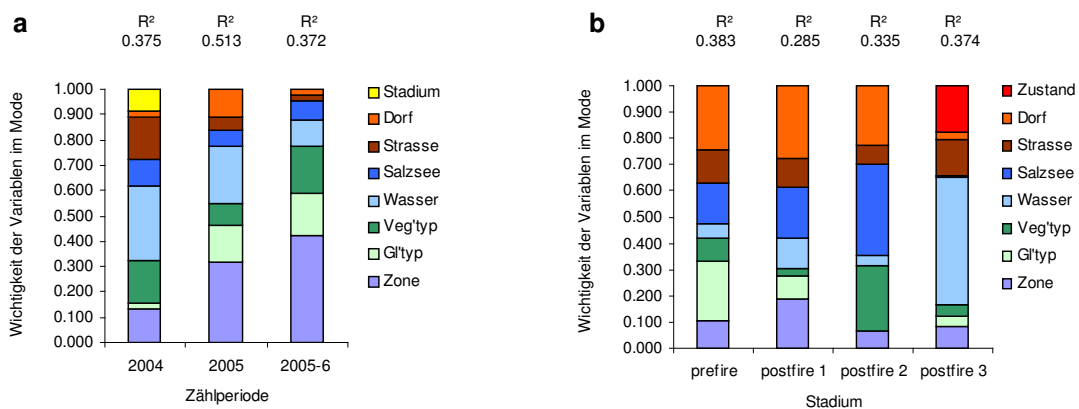 a
R² R² R²
0.375 0.513 0.372
Wichtigkeit der Variablen im Mode
1.000
0.900
0.800
0.700
0.600
0.500
0.400
0.300
0.200
0.100
0.000
2004 2005 2005-6
Zählperiode
Stadium
Dorf
Strasse
Salzsee
Wasser
Veg'typ
Gl'typ
Zone
b
R² R² R² R²
0.383 0.285 0.335 0.374
Wichtigkeit der Variablen im Mode
1.000
0.900
0.800
0.700
0.600
0.500
0.400
0.300
0.200
0.100
0.000
prefire postfire 1 postfire 2 postfire 3
Stadium
Zustand
Dorf
Strasse
Salzsee
Wasser
Veg'typ
Gl'typ
Zone